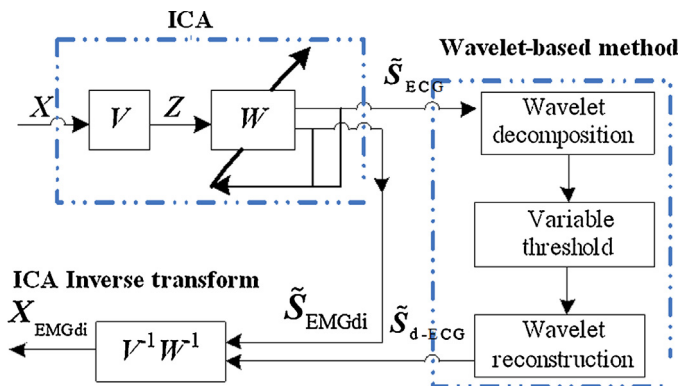 ICA
Wavelet-based method
X
V
Z
W
S̃ECG
Wavelet
decomposition
Variable
threshold
ICA Inverse transform
XEMGdi
V⁻¹W⁻¹
S̃EMGdi
S̃d-ECG
Wavelet
reconstruction